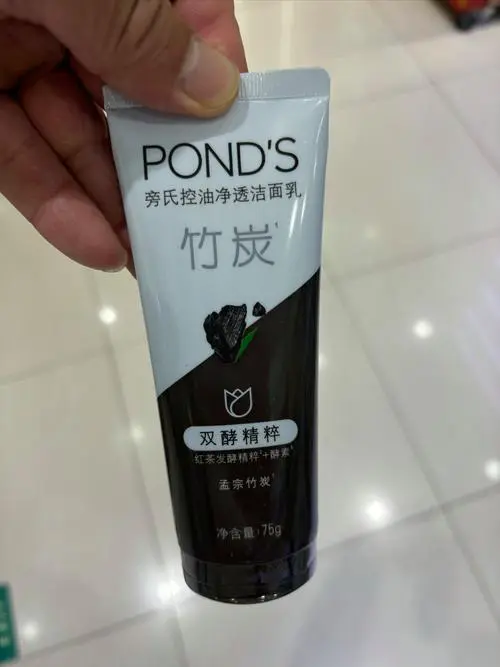 POND'S
旁氏控油净透洁面乳
竹炭
双酵精粹
红茶发酵精粹+酵素
孟宗竹炭
净含量:75g